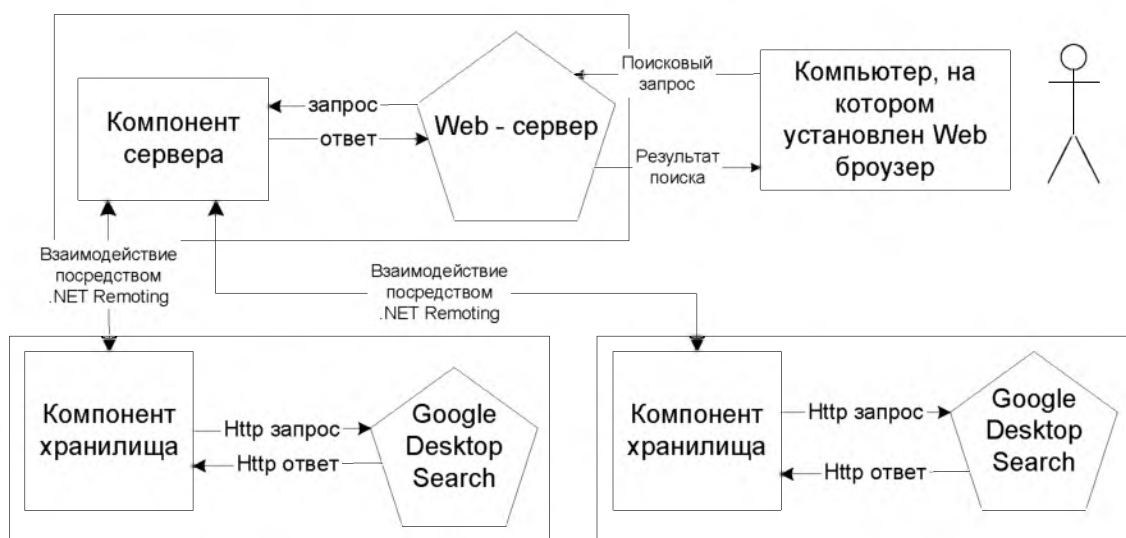 Поисковый
запрос
Компьютер, на
котором
установлен Web
броузер
запрос
ответ
Компонент
сервера
Web - сервер
Результат
поиска
Взаимодействие
посредством
.NET Remoting
Взаимодействие
посредством
.NET Remoting
Компонент
хранилища
Http запрос
Http ответ
Google
Desktop
Search
Компонент
хранилища
Http запрос
Http ответ
Google
Desktop
Search